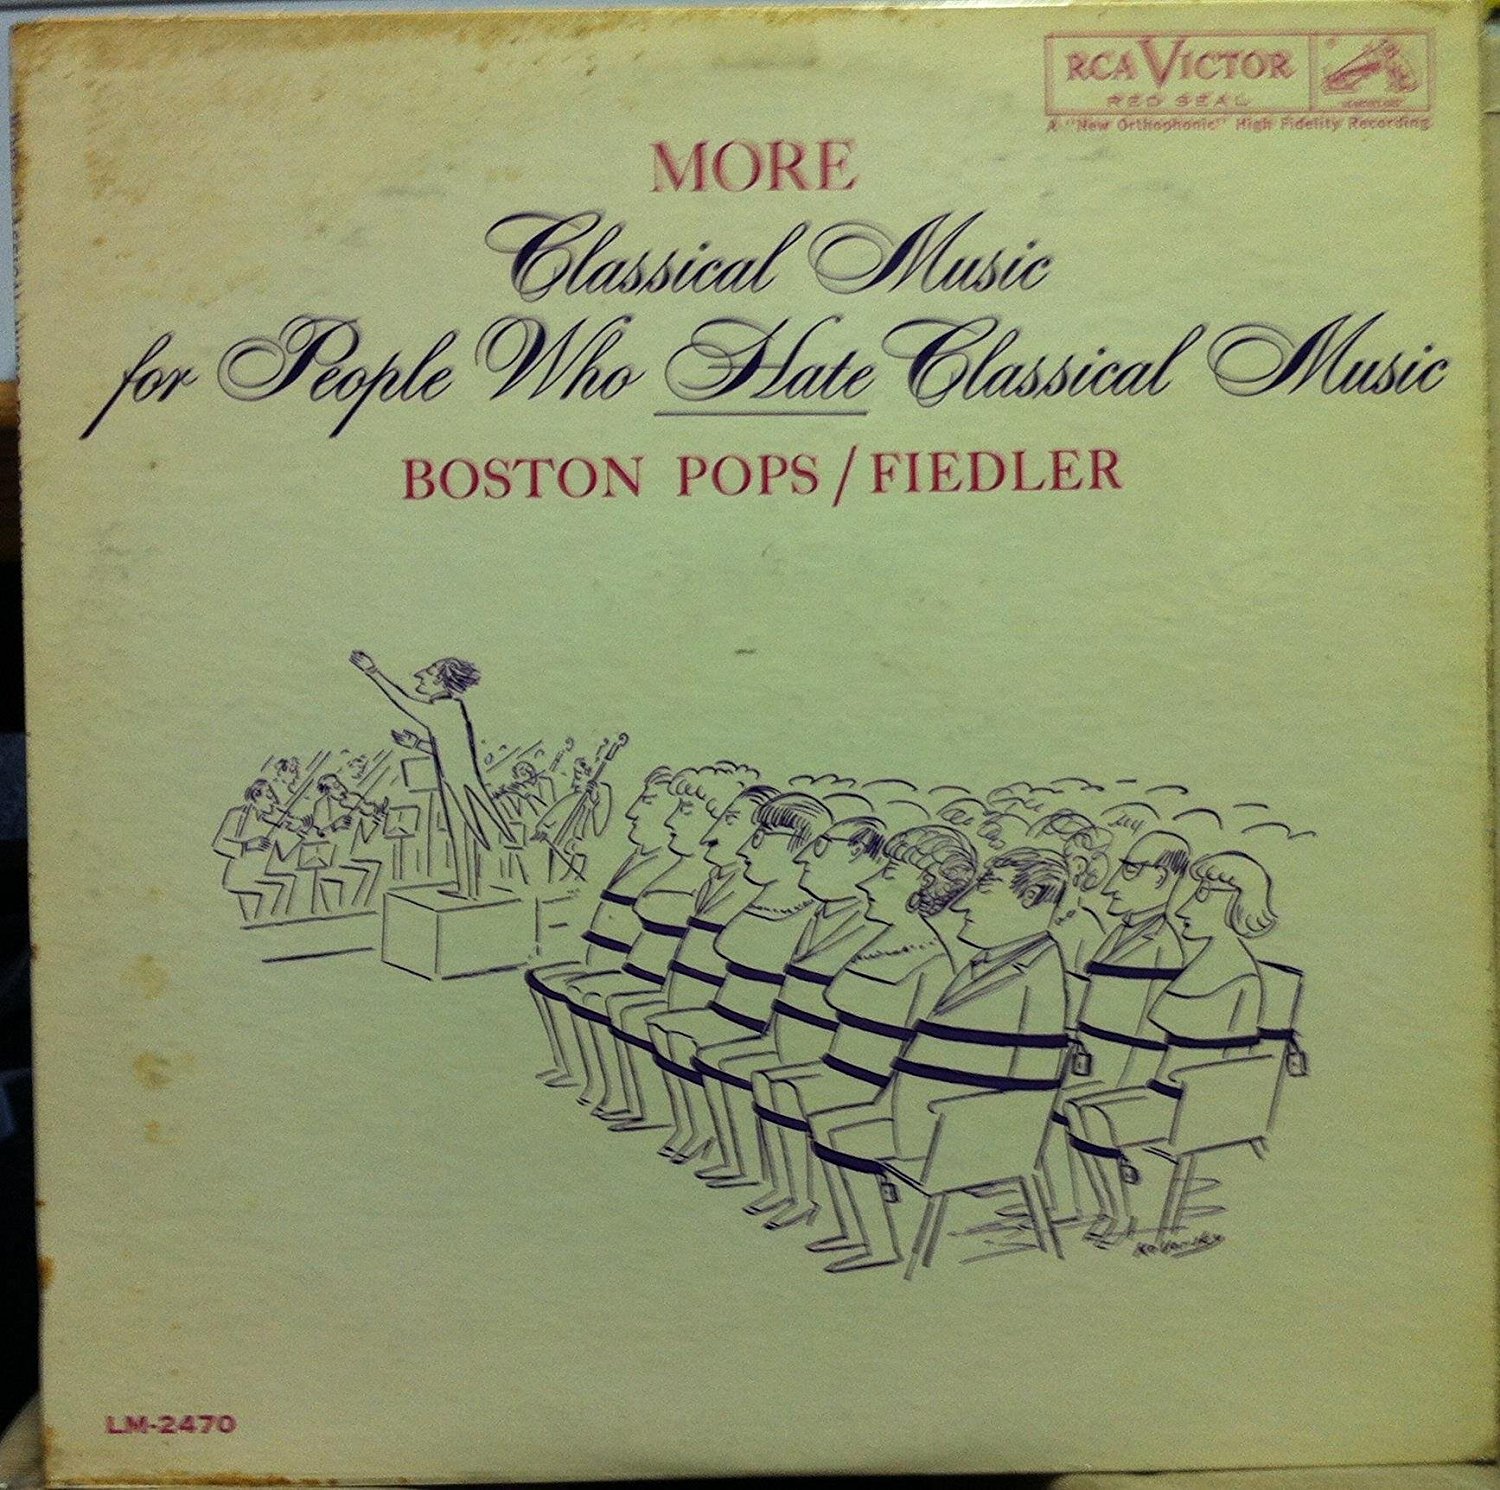 RCA VICTOR
RED SEAL
A "New Orthophonic" High Fidelity Recording
MORE
Classical Music
for People Who Hate Classical Music
BOSTON POPS / FIEDLER
LM-2470